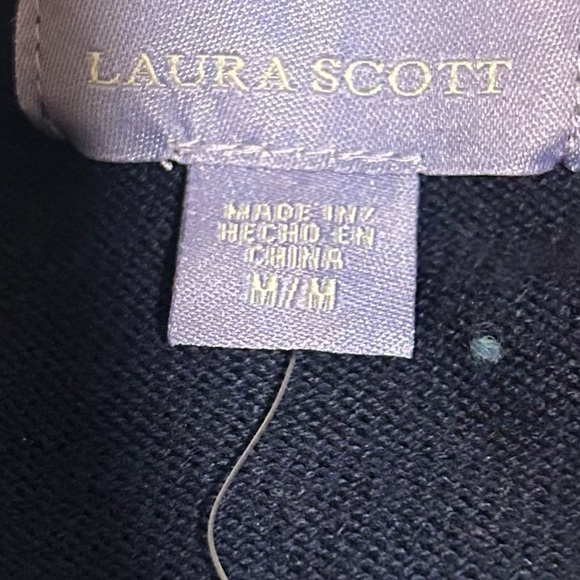 LAURA SCOTT
MADE IN/
HECHO EN
CHINA
M/M